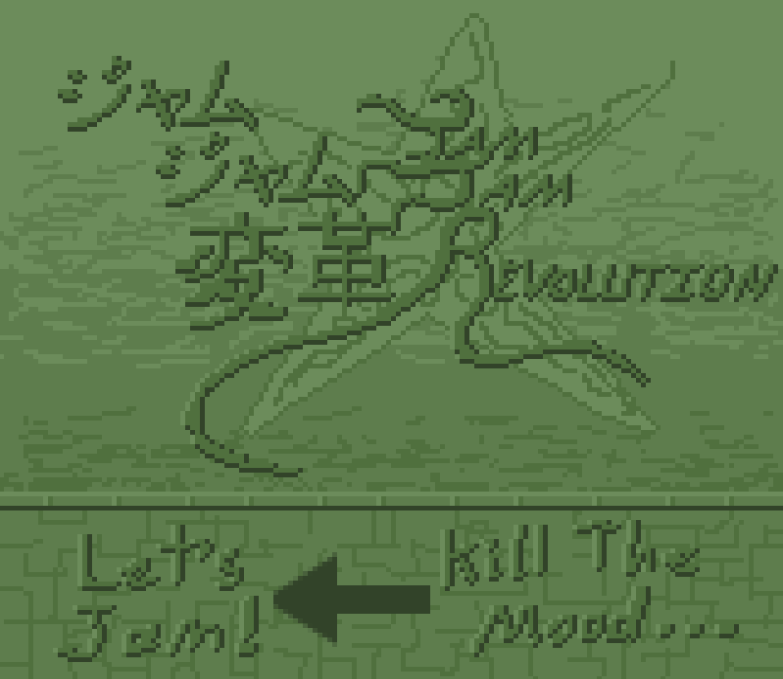 ジャム
ジャム
変革
JAM
JAM
REVOLUTION
Let's
Jam!
Kill The
Mood...